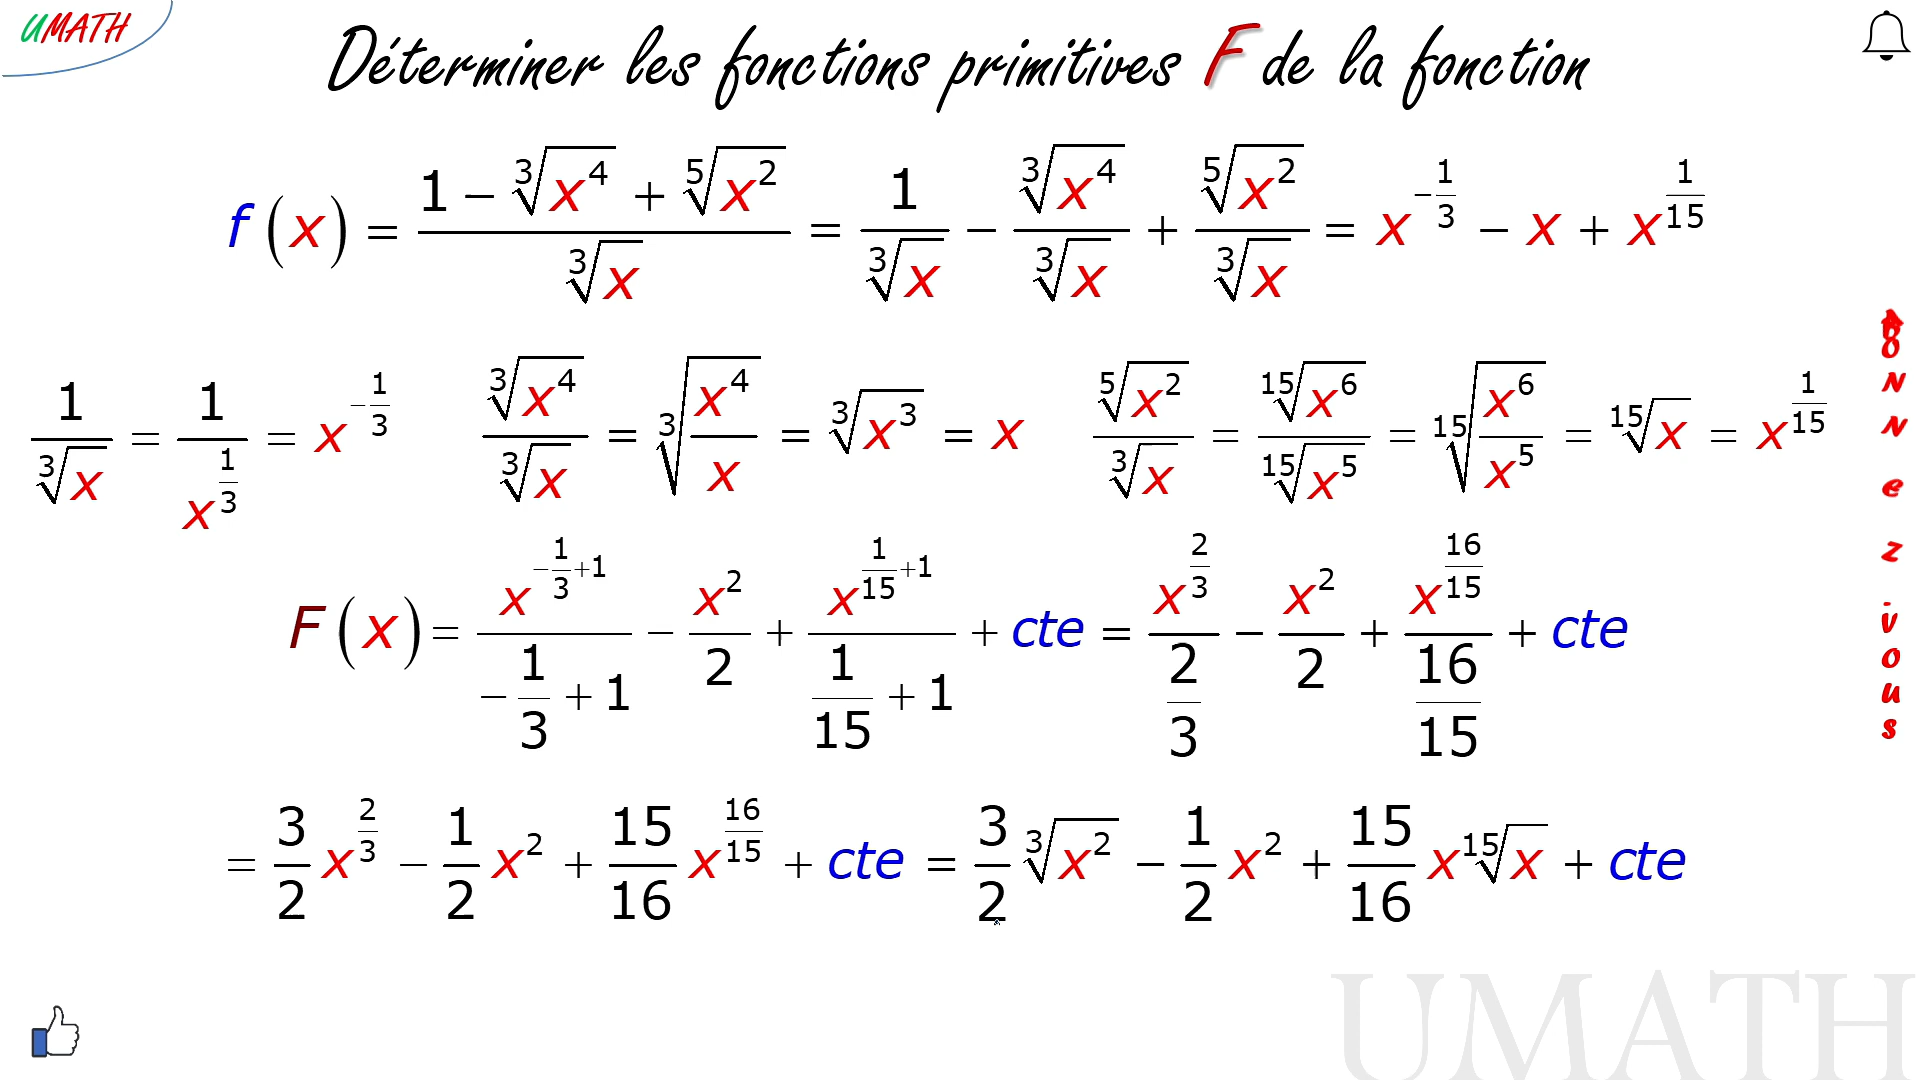 UMATH
Déterminer les fonctions primitives F de la fonction
f(x) = (1 − ∛x⁴ + ⁵√x²)/∛x = 1/∛x − ∛x⁴/∛x + ⁵√x²/∛x = x^(−1/3) − x + x^(1/15)
1/∛x = 1/x^(1/3) = x^(−1/3)
∛x⁴/∛x = ∛(x⁴/x) = ∛x³ = x
⁵√x²/∛x = ¹⁵√x⁶/¹⁵√x⁵ = ¹⁵√(x⁶/x⁵) = ¹⁵√x = x^(1/15)
F(x) = x^(−1/3+1)/(−1/3+1) − x²/2 + x^(1/15+1)/(1/15+1) + cte = x^(2/3)/(2/3) − x²/2 + x^(16/15)/(16/15) + cte
= 3/2 x^(2/3) − 1/2 x² + 15/16 x^(16/15) + cte = 3/2 ∛x² − 1/2 x² + 15/16 x ¹⁵√x + cte
Abonnez vous
UMATH